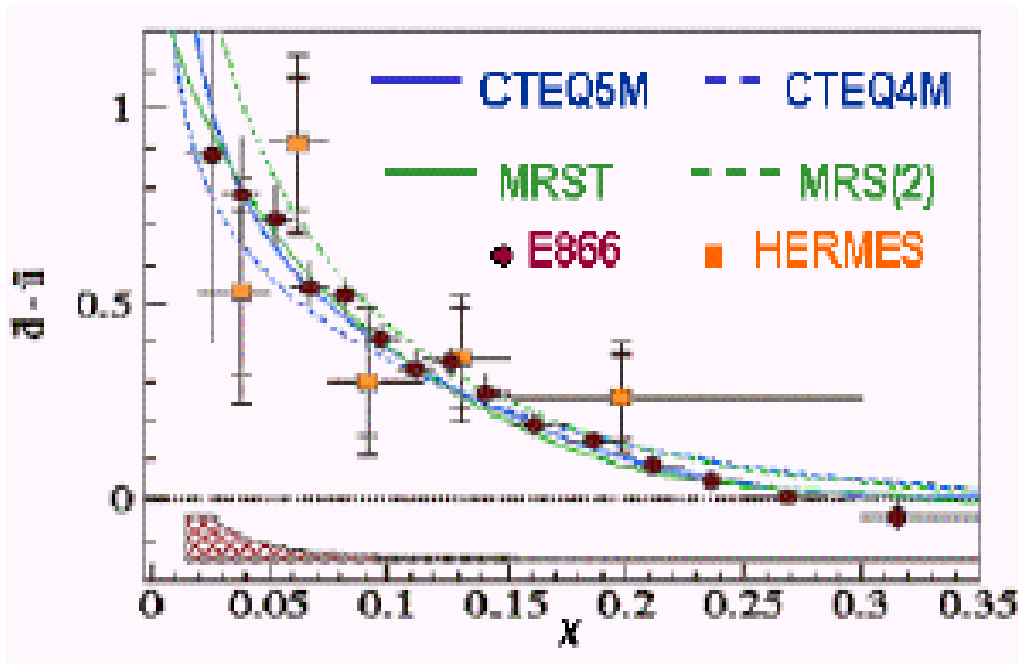 CTEQ5M
CTEQ4M
MRST
MRS(2)
E866
HERMES
1
0.5
0
d̄ - ū
0 0.05 0.1 0.15 0.2 0.25 0.3 0.35
x